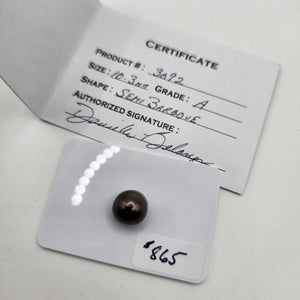 CERTIFICATE
PRODUCT #: 3092
SIZE: 10.3mm GRADE: A
SHAPE: SEMI BAROQUE
AUTHORIZED SIGNATURE:
$865